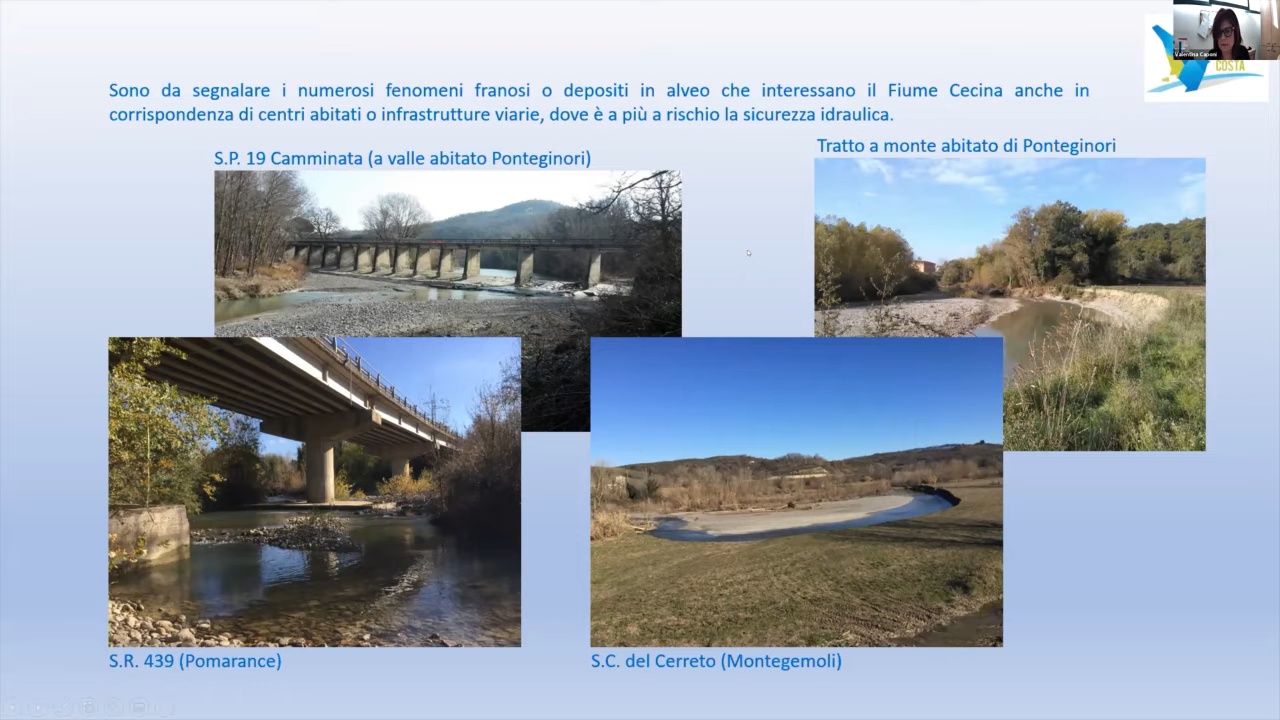 Valentina Caponi
COSTA
Sono da segnalare i numerosi fenomeni franosi o depositi in alveo che interessano il Fiume Cecina anche in
corrispondenza di centri abitati o infrastrutture viarie, dove è a più a rischio la sicurezza idraulica.
S.P. 19 Camminata (a valle abitato Ponteginori)
Tratto a monte abitato di Ponteginori
S.R. 439 (Pomarance)
S.C. del Cerreto (Montegemoli)